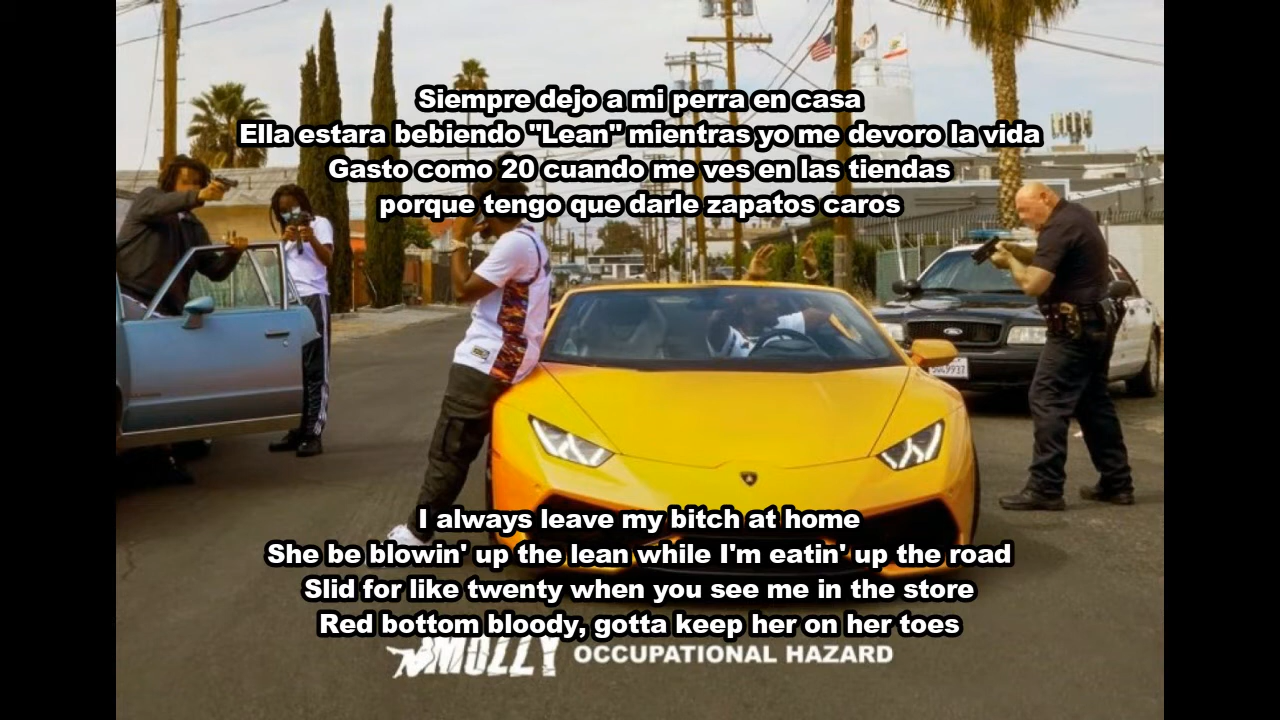 Siempre dejo a mi perra en casa
Ella estara bebiendo "Lean" mientras yo me devoro la vida
Gasto como 20 cuando me ves en las tiendas
porque tengo que darle zapatos caros
I always leave my bitch at home
She be blowin' up the lean while I'm eatin' up the road
Slid for like twenty when you see me in the store
Red bottom bloody, gotta keep her on her toes
MOZZY OCCUPATIONAL HAZARD